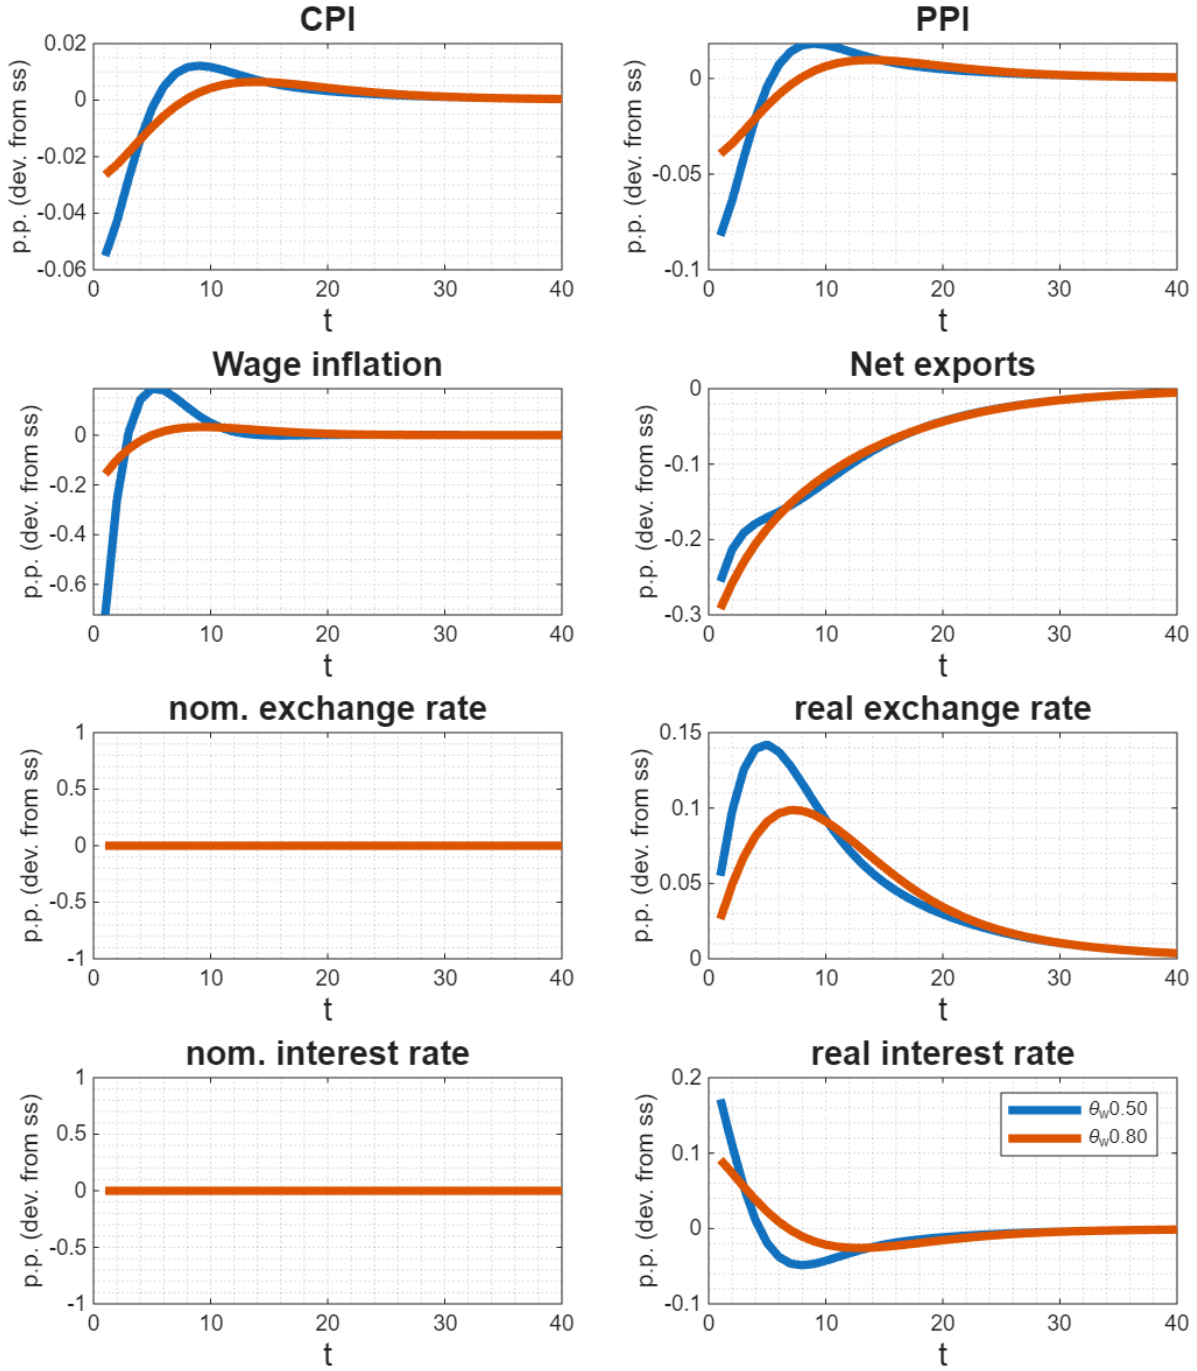 CPI
0.02
0
-0.02
-0.04
-0.06
p.p. (dev. from ss)
0 10 20 30 40
t
PPI
0
-0.05
-0.1
p.p. (dev. from ss)
0 10 20 30 40
t
Wage inflation
0
-0.2
-0.4
-0.6
p.p. (dev. from ss)
0 10 20 30 40
t
Net exports
0
-0.1
-0.2
-0.3
p.p. (dev. from ss)
0 10 20 30 40
t
nom. exchange rate
1
0.5
0
-0.5
-1
p.p. (dev. from ss)
0 10 20 30 40
t
real exchange rate
0.15
0.1
0.05
0
p.p. (dev. from ss)
0 10 20 30 40
t
nom. interest rate
1
0.5
0
-0.5
-1
p.p. (dev. from ss)
0 10 20 30 40
t
real interest rate
0.2
0.1
0
-0.1
p.p. (dev. from ss)
θw0.50
θw0.80
0 10 20 30 40
t